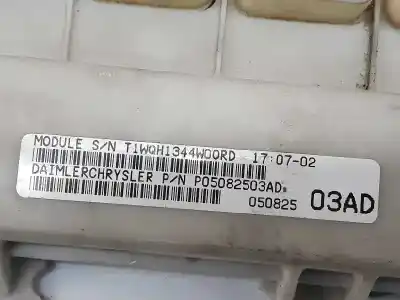 MODULE S/N T1WQH1344W00RD 17:07-02
DAIMLERCHRYSLER P/N P05082503AD.
050825 03AD